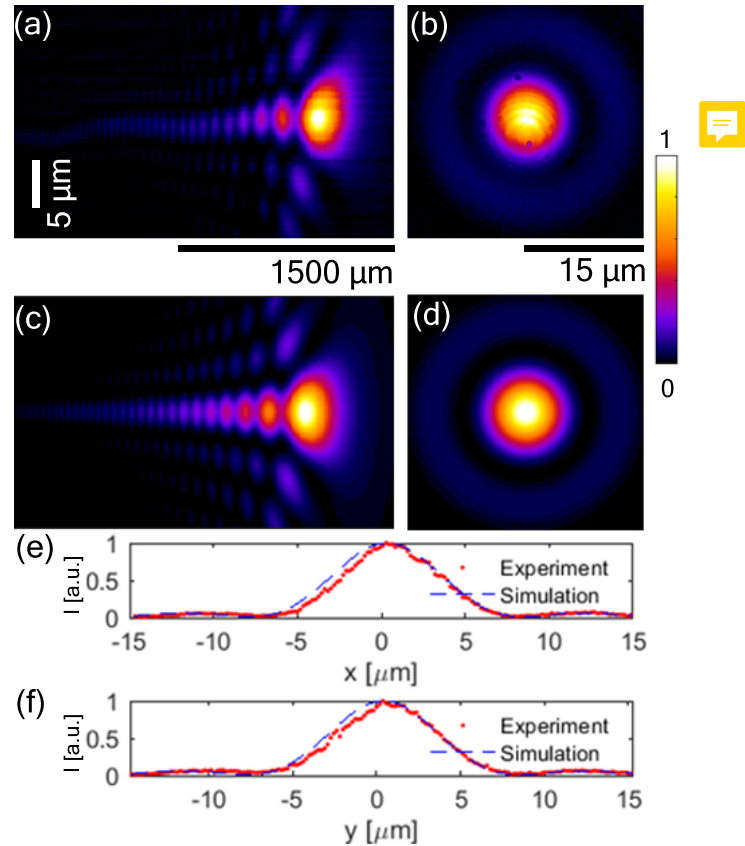 (a)
(b)
5 μm
1
0
1500 μm
15 μm
(c)
(d)
(e)
I [a.u.]
1
0.5
0
Experiment
Simulation
-15
-10
-5
0
5
10
15
x [μm]
(f)
I [a.u.]
1
0.5
0
Experiment
Simulation
-10
-5
0
5
10
15
y [μm]